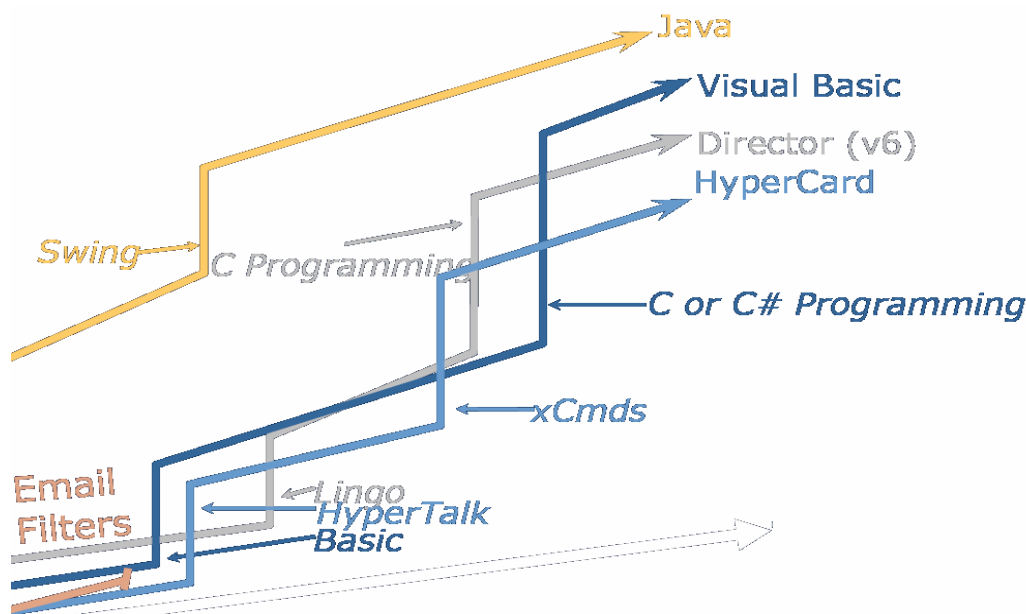 Java
Visual Basic
Director (v6)
HyperCard
Swing
C Programming
C or C# Programming
xCmds
Email
Filters
Lingo
HyperTalk
Basic